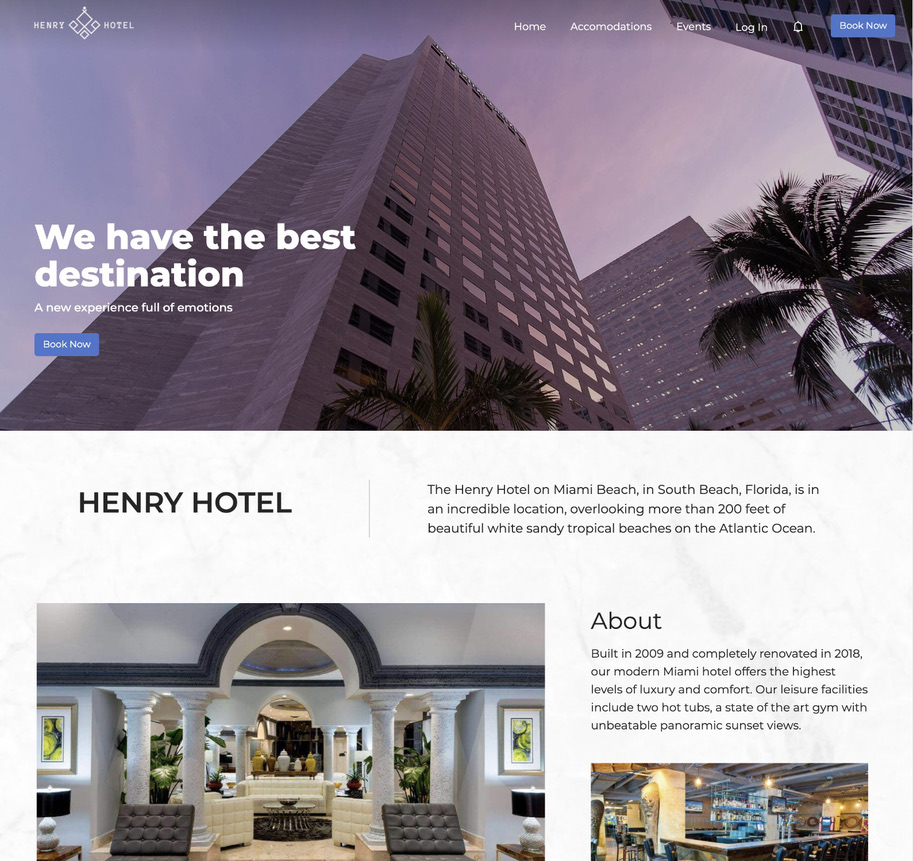 HENRY HOTEL
Home Accomodations Events Log In Book Now
We have the best
destination
A new experience full of emotions
Book Now
HENRY HOTEL
The Henry Hotel on Miami Beach, in South Beach, Florida, is in
an incredible location, overlooking more than 200 feet of
beautiful white sandy tropical beaches on the Atlantic Ocean.
About
Built in 2009 and completely renovated in 2018,
our modern Miami hotel offers the highest
levels of luxury and comfort. Our leisure facilities
include two hot tubs, a state of the art gym with
unbeatable panoramic sunset views.